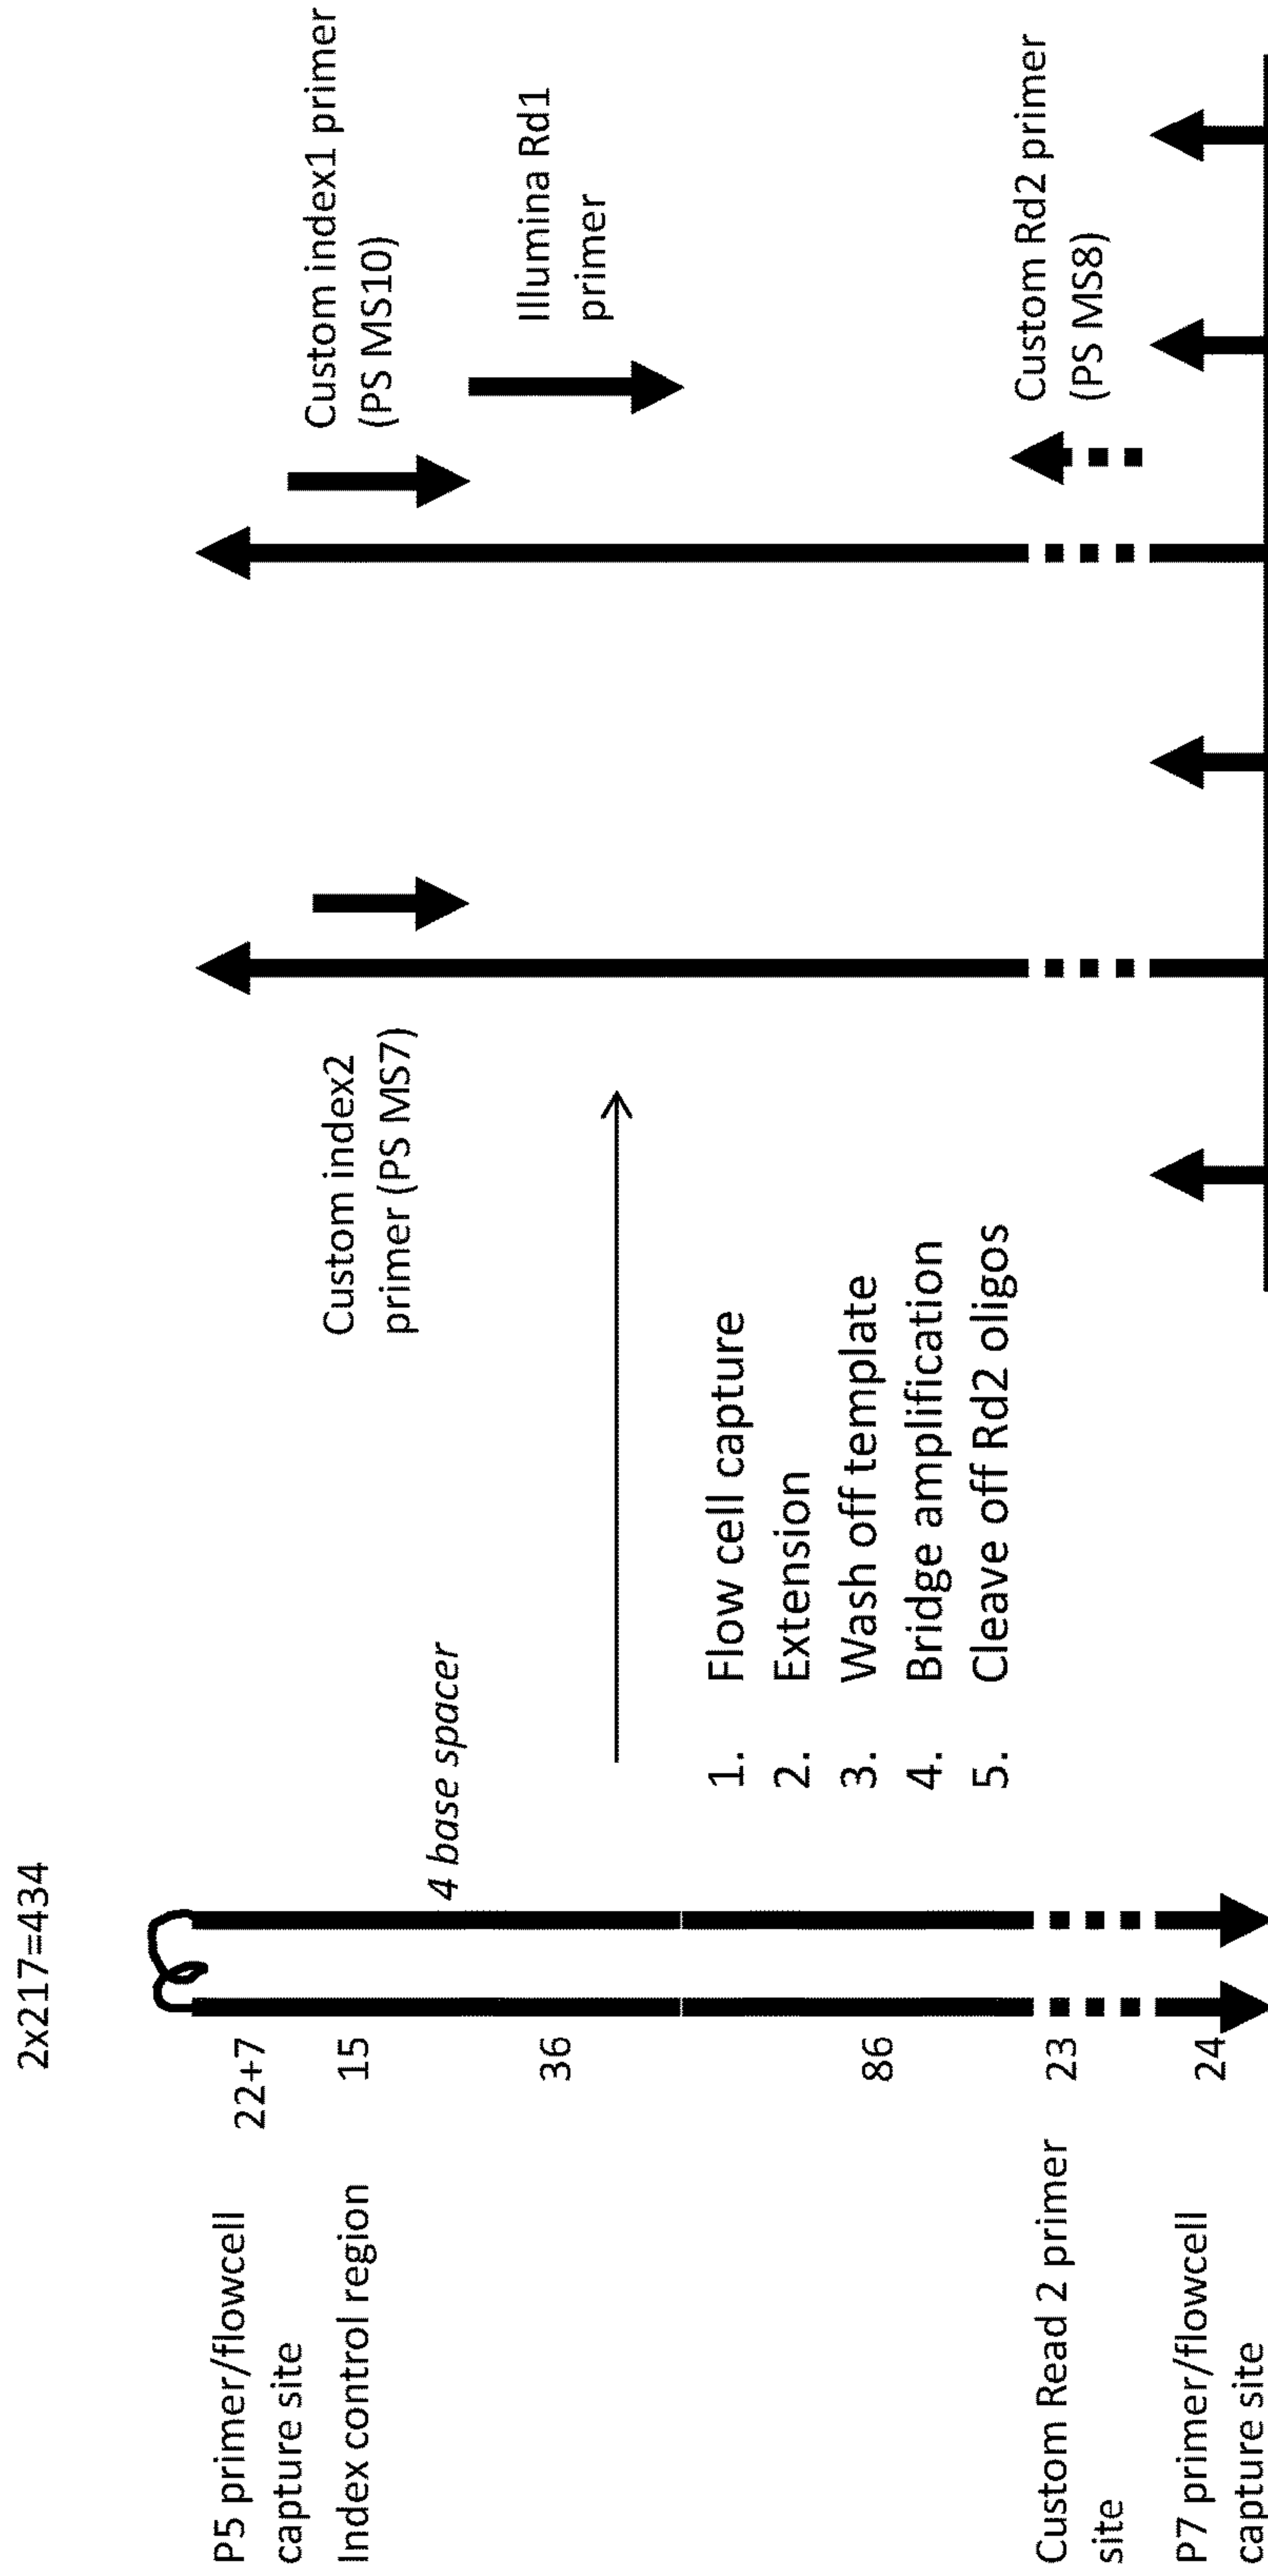 2x217=434
P5 primer/flowcell
capture site
22+7
Index control region
15
4 base spacer
36
86
Custom Read 2 primer
site
23
P7 primer/flowcell
capture site
24
1. Flow cell capture
2. Extension
3. Wash off template
4. Bridge amplification
5. Cleave off Rd2 oligos
Custom index2
primer (PS MS7)
Custom index1 primer
(PS MS10)
Illumina Rd1
primer
Custom Rd2 primer
(PS MS8)